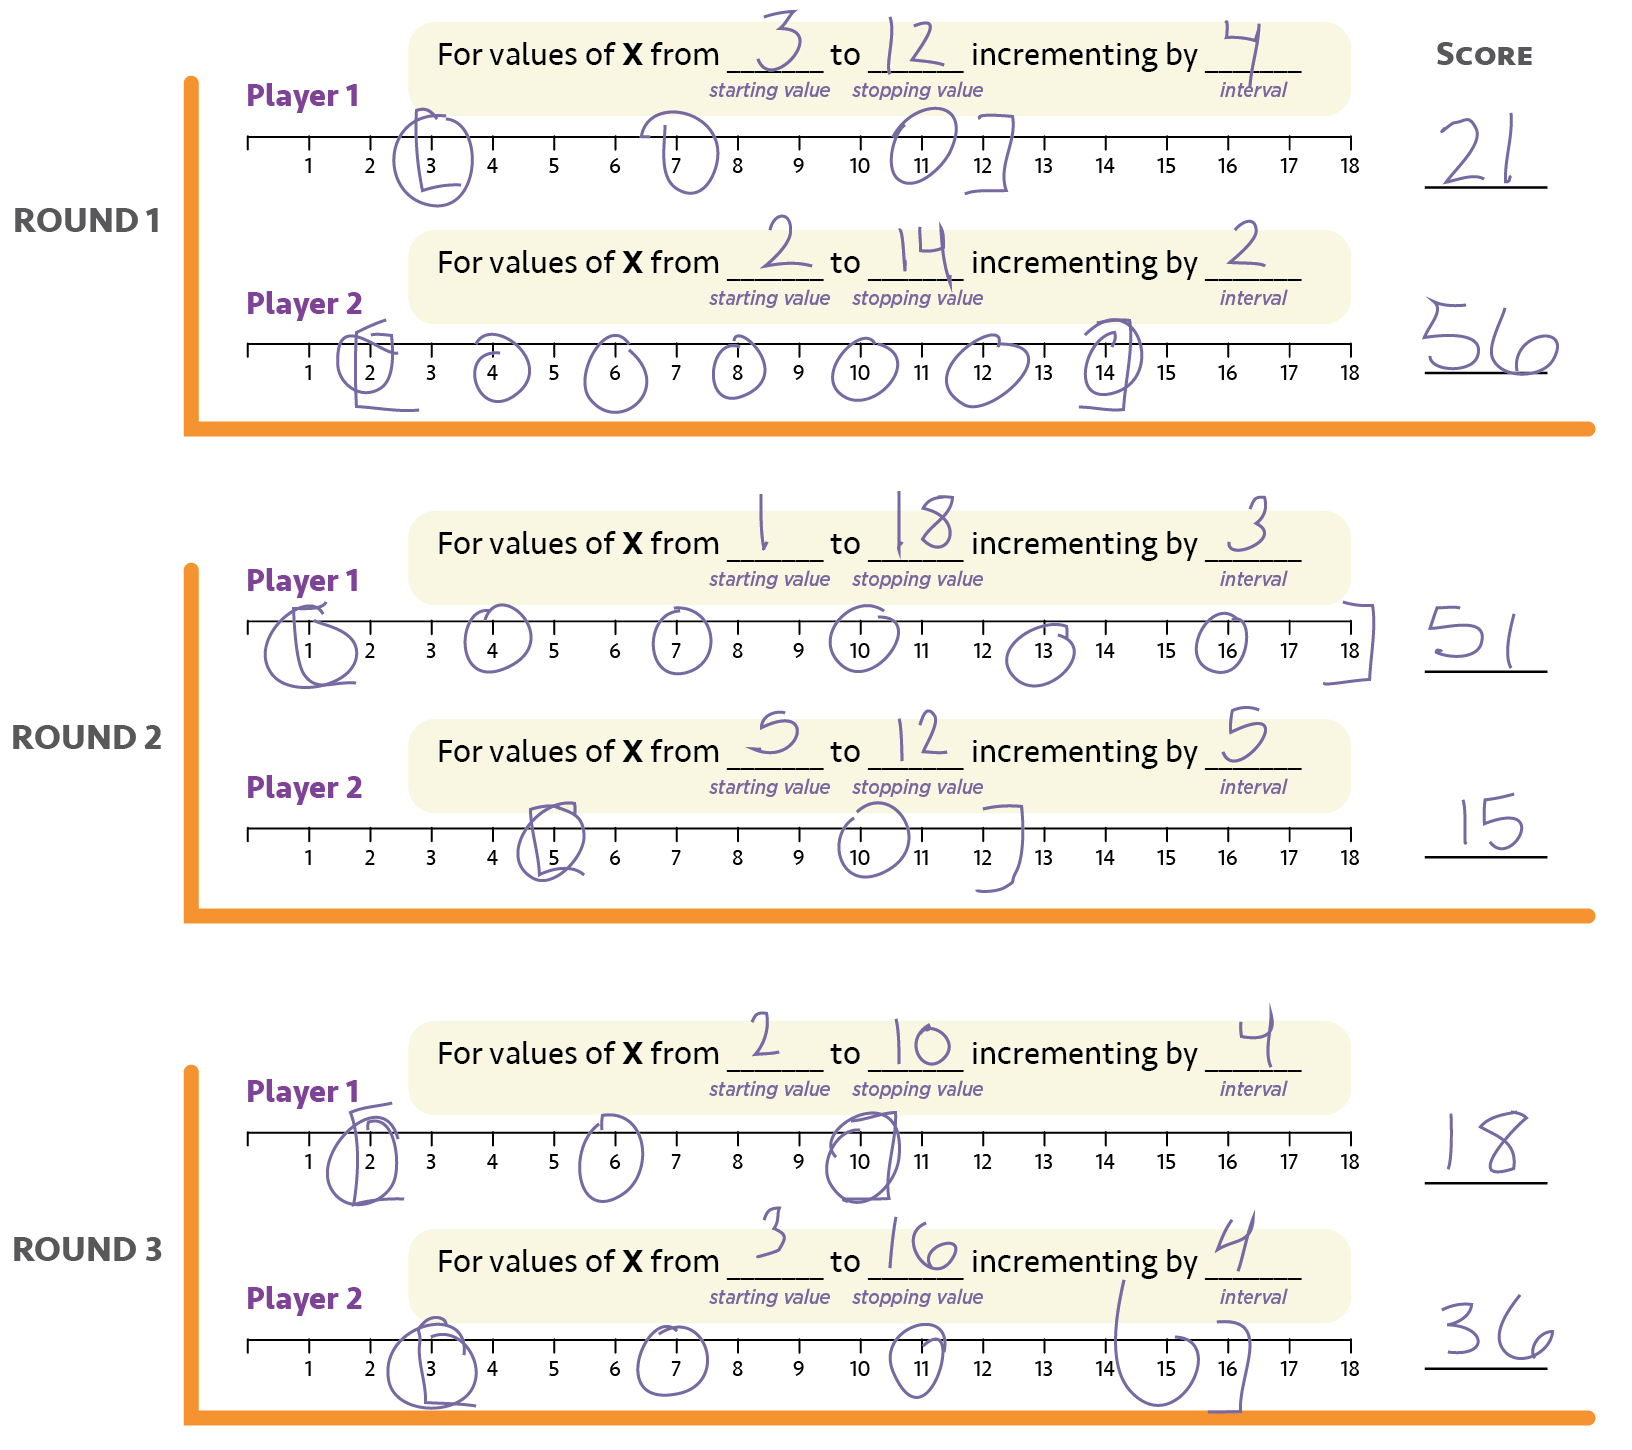 For values of X from 3 to 12 incrementing by 4
SCORE
starting value stopping value interval
Player 1
1 2 3 4 5 6 7 8 9 10 11 12 13 14 15 16 17 18
21
ROUND 1
For values of X from 2 to 14 incrementing by 2
starting value stopping value interval
Player 2
1 2 3 4 5 6 7 8 9 10 11 12 13 14 15 16 17 18
56
For values of X from 1 to 18 incrementing by 3
starting value stopping value interval
Player 1
1 2 3 4 5 6 7 8 9 10 11 12 13 14 15 16 17 18
51
ROUND 2
For values of X from 5 to 12 incrementing by 5
starting value stopping value interval
Player 2
1 2 3 4 5 6 7 8 9 10 11 12 13 14 15 16 17 18
15
For values of X from 2 to 10 incrementing by 4
starting value stopping value interval
Player 1
1 2 3 4 5 6 7 8 9 10 11 12 13 14 15 16 17 18
18
ROUND 3
For values of X from 3 to 16 incrementing by 4
starting value stopping value interval
Player 2
1 2 3 4 5 6 7 8 9 10 11 12 13 14 15 16 17 18
36